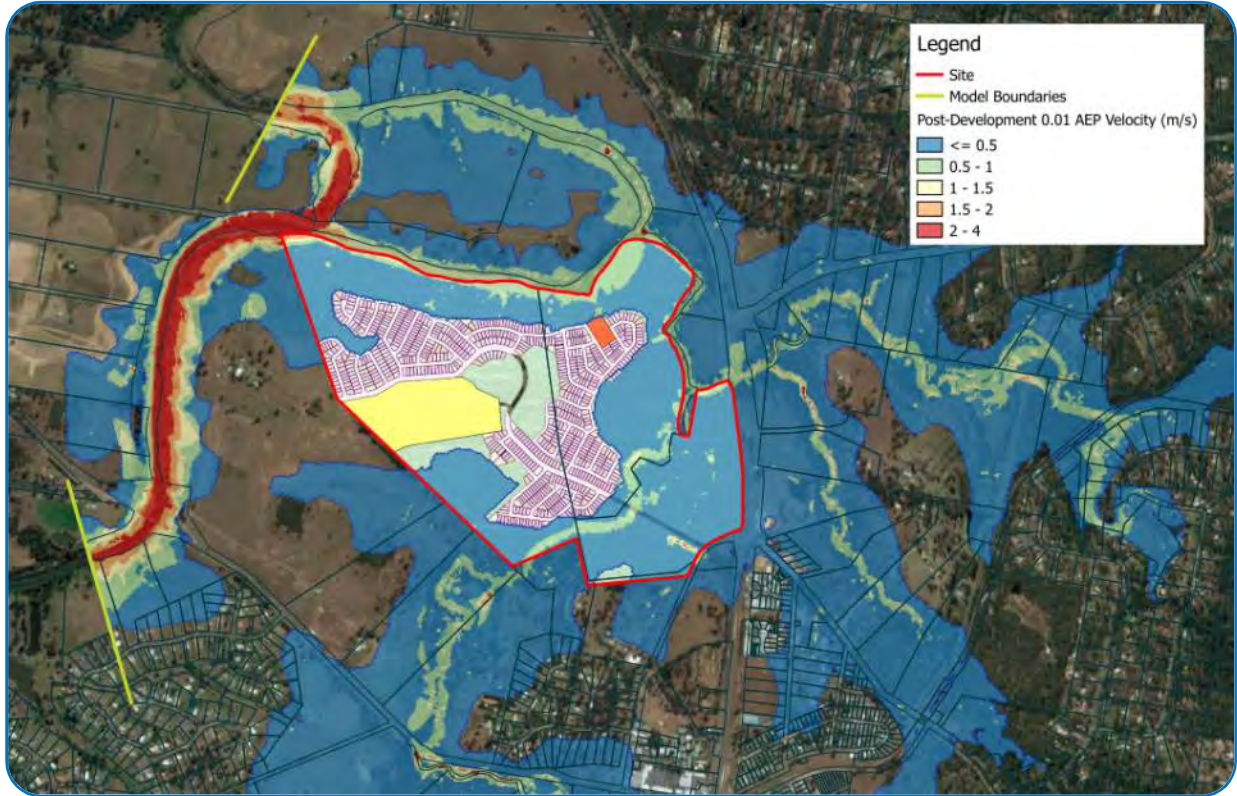 Legend
Site
Model Boundaries
Post-Development 0.01 AEP Velocity (m/s)
<= 0.5
0.5 - 1
1 - 1.5
1.5 - 2
2 - 4